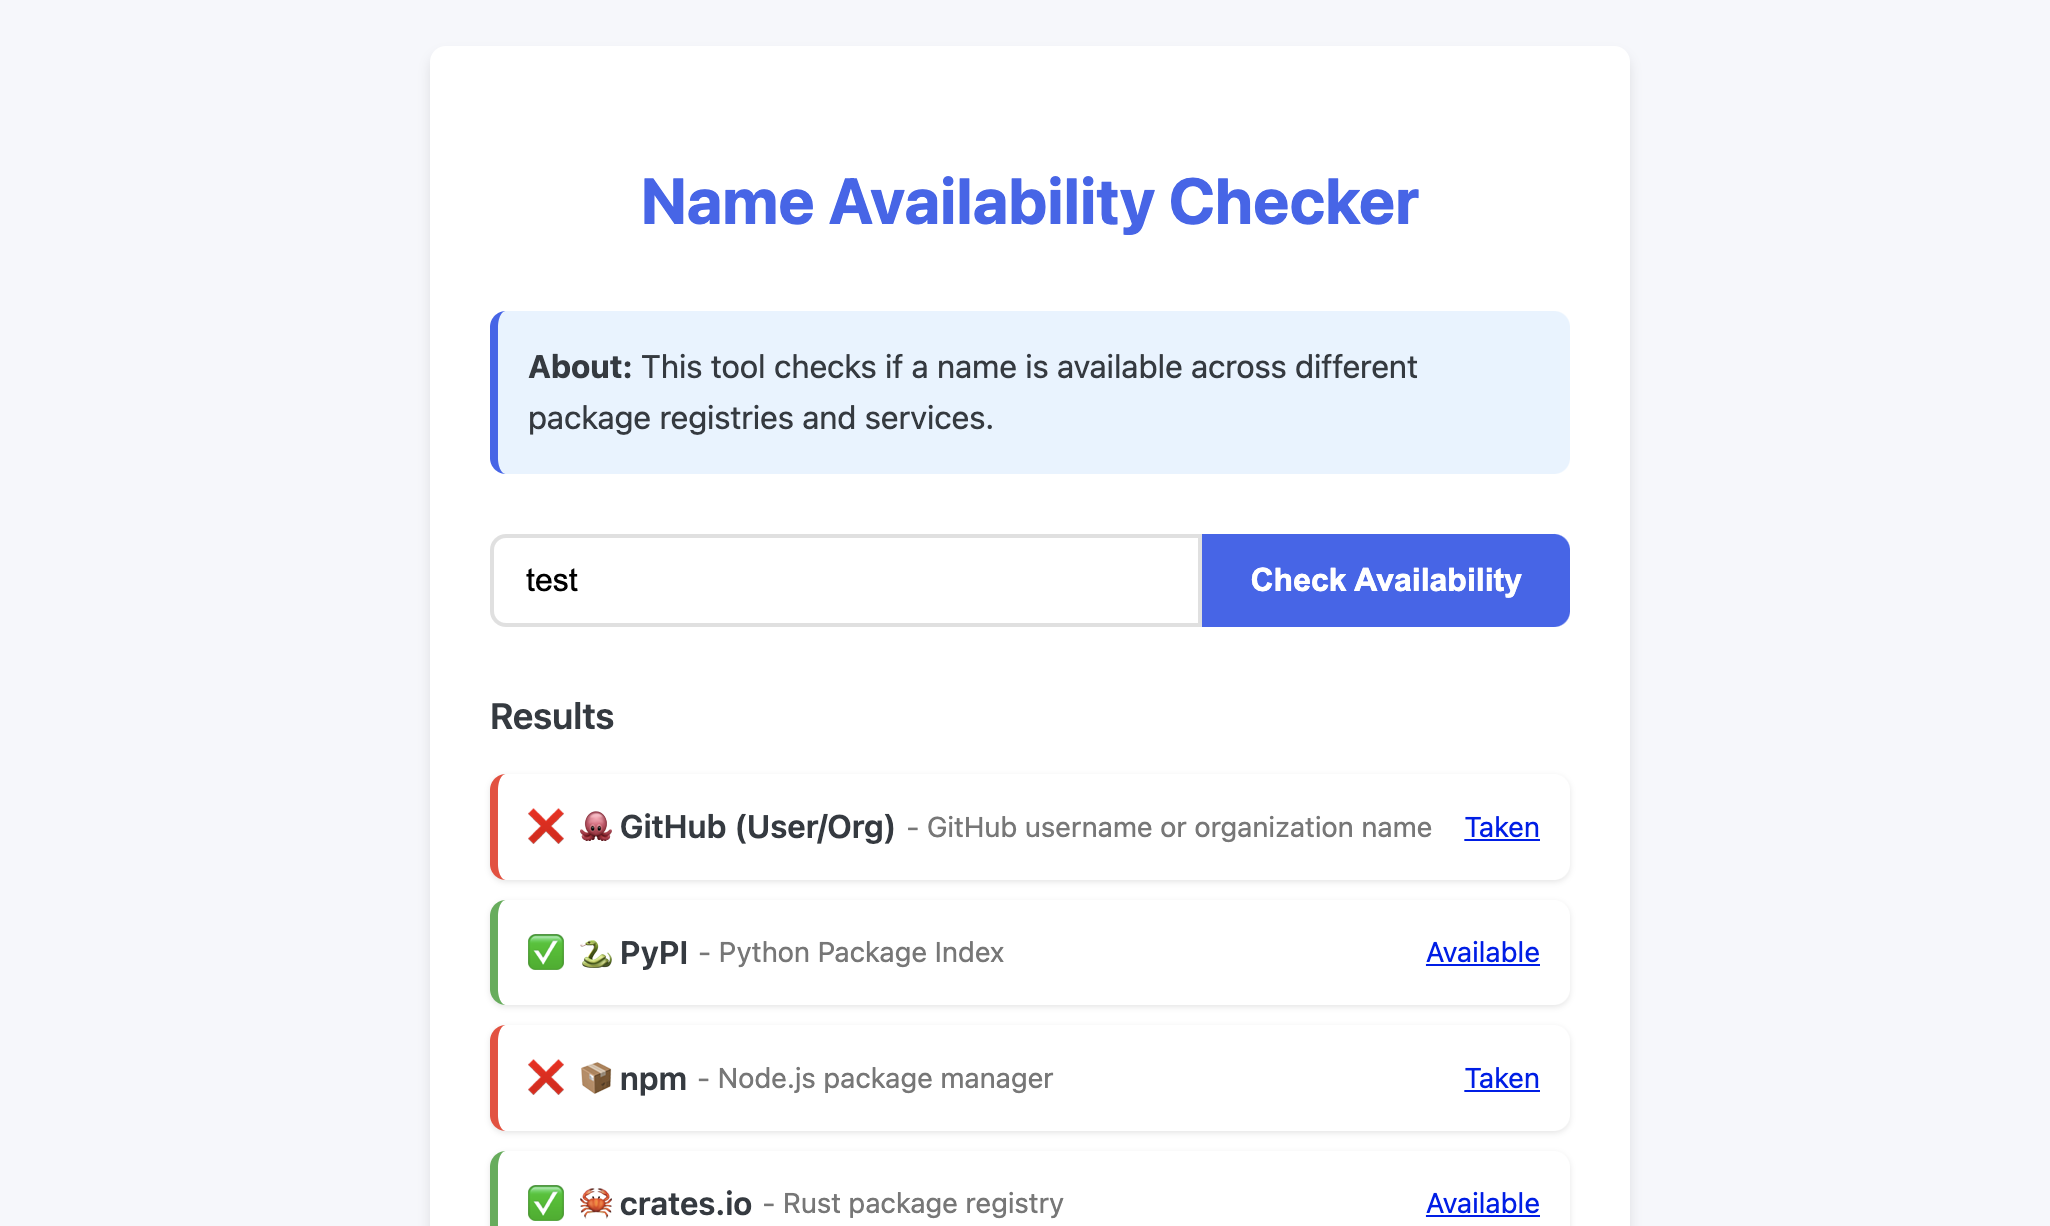 Name Availability Checker
About: This tool checks if a name is available across different
package registries and services.
test
Check Availability
Results
❌ 🐙 GitHub (User/Org) - GitHub username or organization name Taken
✅ 🐍 PyPI - Python Package Index Available
❌ 📦 npm - Node.js package manager Taken
✅ 🦀 crates.io - Rust package registry Available